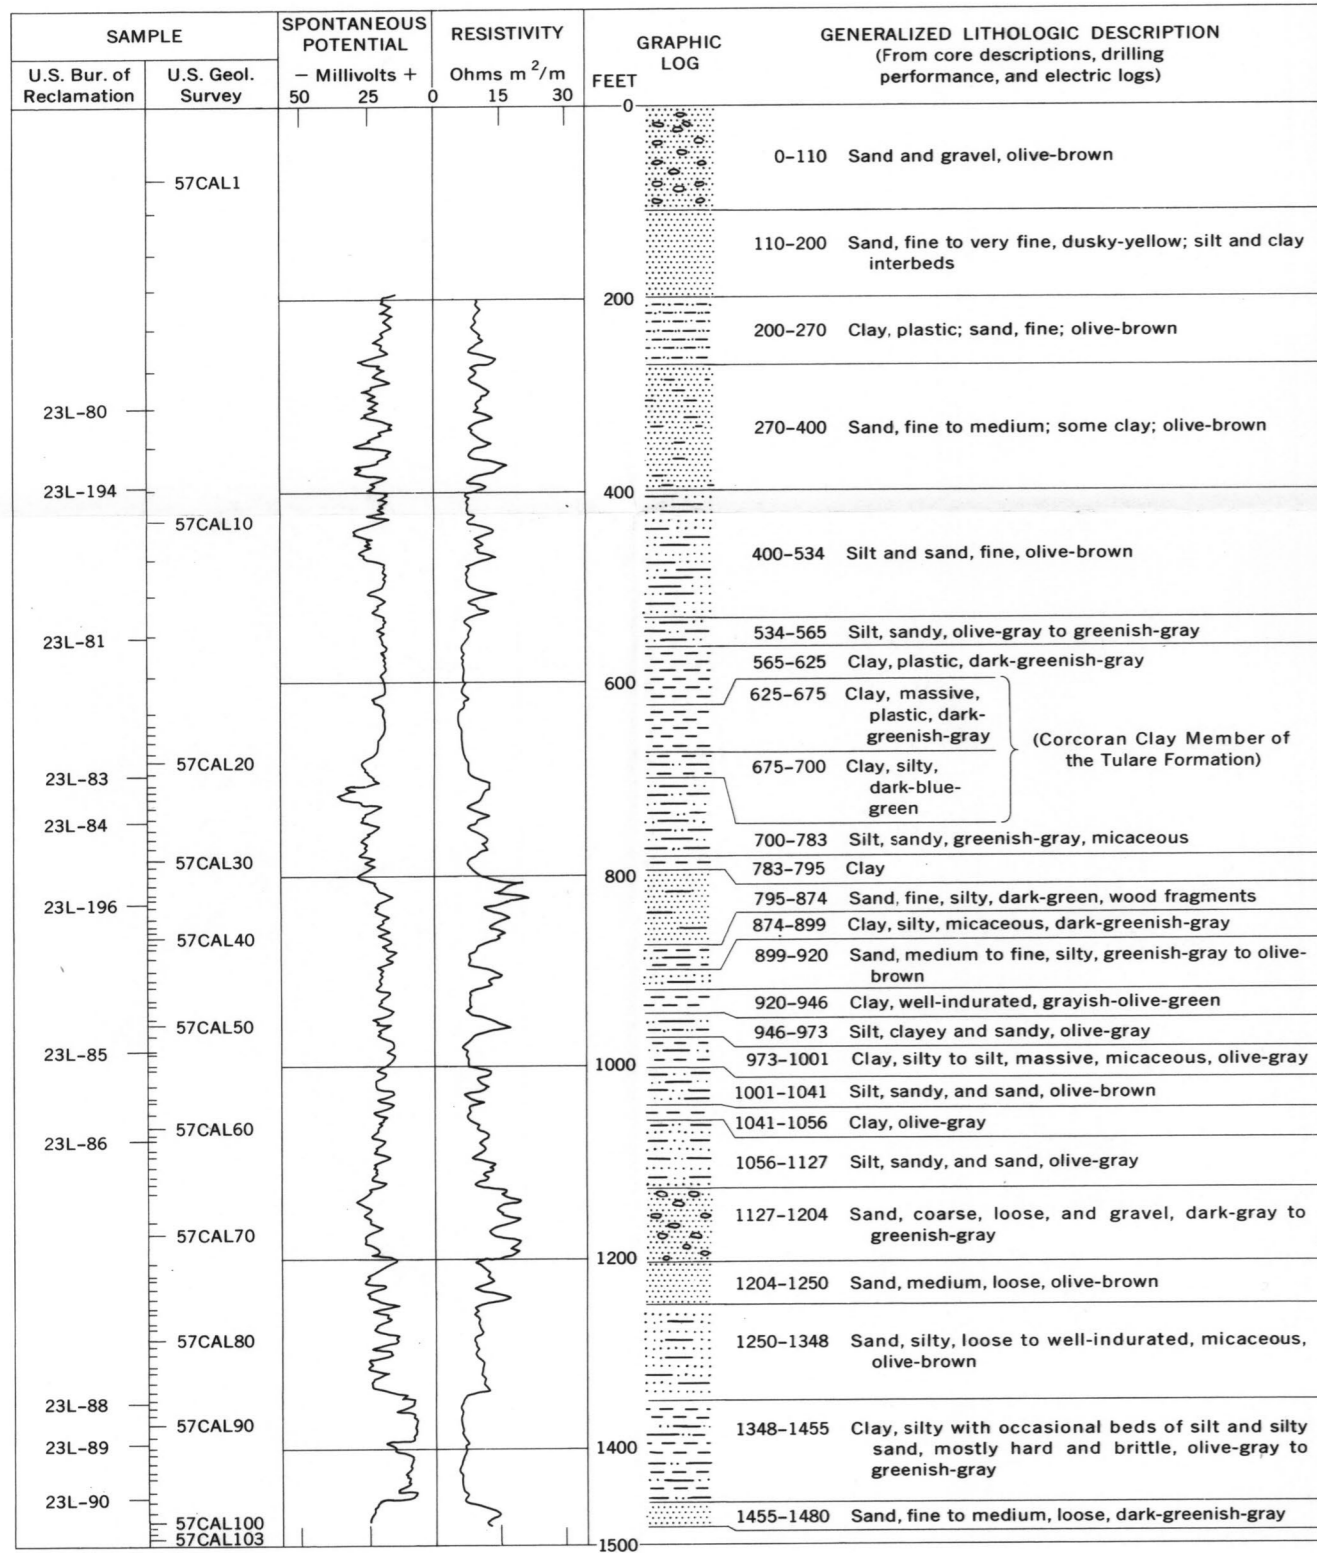 SAMPLE
U.S. Bur. of
Reclamation
U.S. Geol.
Survey
SPONTANEOUS
POTENTIAL
− Millivolts +
50 25 0
RESISTIVITY
Ohms m²/m
15 30
FEET
GRAPHIC
LOG
GENERALIZED LITHOLOGIC DESCRIPTION
(From core descriptions, drilling
performance, and electric logs)
0
0–110 Sand and gravel, olive-brown
57CAL1
110–200 Sand, fine to very fine, dusky-yellow; silt and clay
interbeds
200
200–270 Clay, plastic; sand, fine; olive-brown
23L–80
270–400 Sand, fine to medium; some clay; olive-brown
23L–194
400
57CAL10
400–534 Silt and sand, fine, olive-brown
23L–81
534–565 Silt, sandy, olive-gray to greenish-gray
565–625 Clay, plastic, dark-greenish-gray
600
625–675 Clay, massive,
plastic, dark-
greenish-gray
(Corcoran Clay Member of
the Tulare Formation)
57CAL20
23L–83
675–700 Clay, silty,
dark-blue-
green
23L–84
700–783 Silt, sandy, greenish-gray, micaceous
57CAL30
783–795 Clay
800
795–874 Sand, fine, silty, dark-green, wood fragments
23L–196
874–899 Clay, silty, micaceous, dark-greenish-gray
57CAL40
899–920 Sand, medium to fine, silty, greenish-gray to olive-
brown
920–946 Clay, well-indurated, grayish-olive-green
57CAL50
946–973 Silt, clayey and sandy, olive-gray
23L–85
973–1001 Clay, silty to silt, massive, micaceous, olive-gray
1000
1001–1041 Silt, sandy, and sand, olive-brown
57CAL60
1041–1056 Clay, olive-gray
23L–86
1056–1127 Silt, sandy, and sand, olive-gray
1127–1204 Sand, coarse, loose, and gravel, dark-gray to
greenish-gray
57CAL70
1200
1204–1250 Sand, medium, loose, olive-brown
57CAL80
1250–1348 Sand, silty, loose to well-indurated, micaceous,
olive-brown
23L–88
57CAL90
1348–1455 Clay, silty with occasional beds of silt and silty
sand, mostly hard and brittle, olive-gray to
greenish-gray
23L–89
1400
23L–90
57CAL100
1455–1480 Sand, fine to medium, loose, dark-greenish-gray
57CAL103
1500